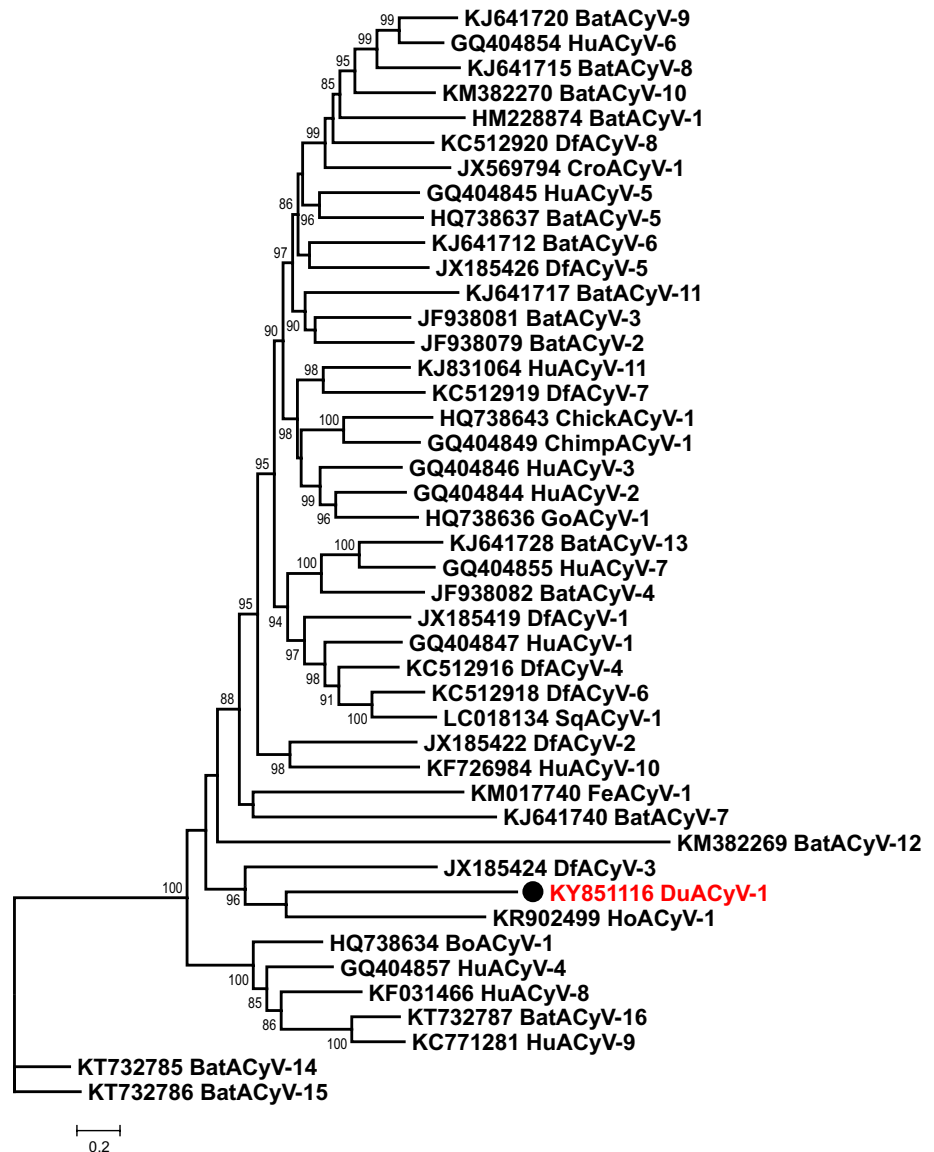 99
KJ641720 BatACyV-9
99
GQ404854 HuACyV-6
95
KJ641715 BatACyV-8
85
KM382270 BatACyV-10
HM228874 BatACyV-1
99
KC512920 DfACyV-8
JX569794 CroACyV-1
GQ404845 HuACyV-5
86
96
HQ738637 BatACyV-5
KJ641712 BatACyV-6
97
JX185426 DfACyV-5
KJ641717 BatACyV-11
90
90
JF938081 BatACyV-3
JF938079 BatACyV-2
98
KJ831064 HuACyV-11
KC512919 DfACyV-7
100
HQ738643 ChickACyV-1
98
GQ404849 ChimpACyV-1
95
GQ404846 HuACyV-3
99
GQ404844 HuACyV-2
96
HQ738636 GoACyV-1
100
KJ641728 BatACyV-13
100
GQ404855 HuACyV-7
JF938082 BatACyV-4
95
94
JX185419 DfACyV-1
97
GQ404847 HuACyV-1
98
KC512916 DfACyV-4
91
KC512918 DfACyV-6
100
LC018134 SqACyV-1
88
JX185422 DfACyV-2
98
KF726984 HuACyV-10
KM017740 FeACyV-1
KJ641740 BatACyV-7
KM382269 BatACyV-12
JX185424 DfACyV-3
100
96
KY851116 DuACyV-1
KR902499 HoACyV-1
HQ738634 BoACyV-1
100
GQ404857 HuACyV-4
85
KF031466 HuACyV-8
86
KT732787 BatACyV-16
100
KC771281 HuACyV-9
KT732785 BatACyV-14
KT732786 BatACyV-15
0.2